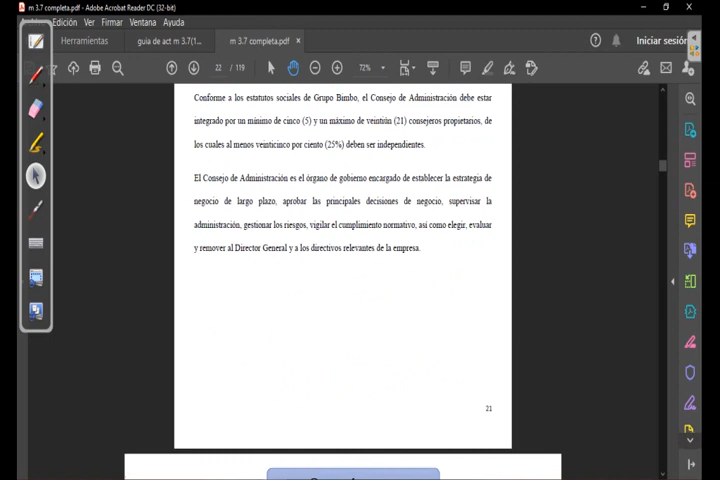 m 3.7 completa.pdf - Adobe Acrobat Reader DC (32-bit)
Edición Ver Firmar Ventana Ayuda
Herramientas guia de act m 3.7(1... m 3.7 completa.pdf × Iniciar sesión
22 / 119 72%
Conforme a los estatutos sociales de Grupo Bimbo, el Consejo de Administración debe estar
integrado por un mínimo de cinco (5) y un máximo de veintiún (21) consejeros propietarios, de
los cuales al menos veinticinco por ciento (25%) deben ser independientes.
El Consejo de Administración es el órgano de gobierno encargado de establecer la estrategia de
negocio de largo plazo, aprobar las principales decisiones de negocio, supervisar la
administración, gestionar los riesgos, vigilar el cumplimiento normativo, así como elegir, evaluar
y remover al Director General y a los directivos relevantes de la empresa.
21